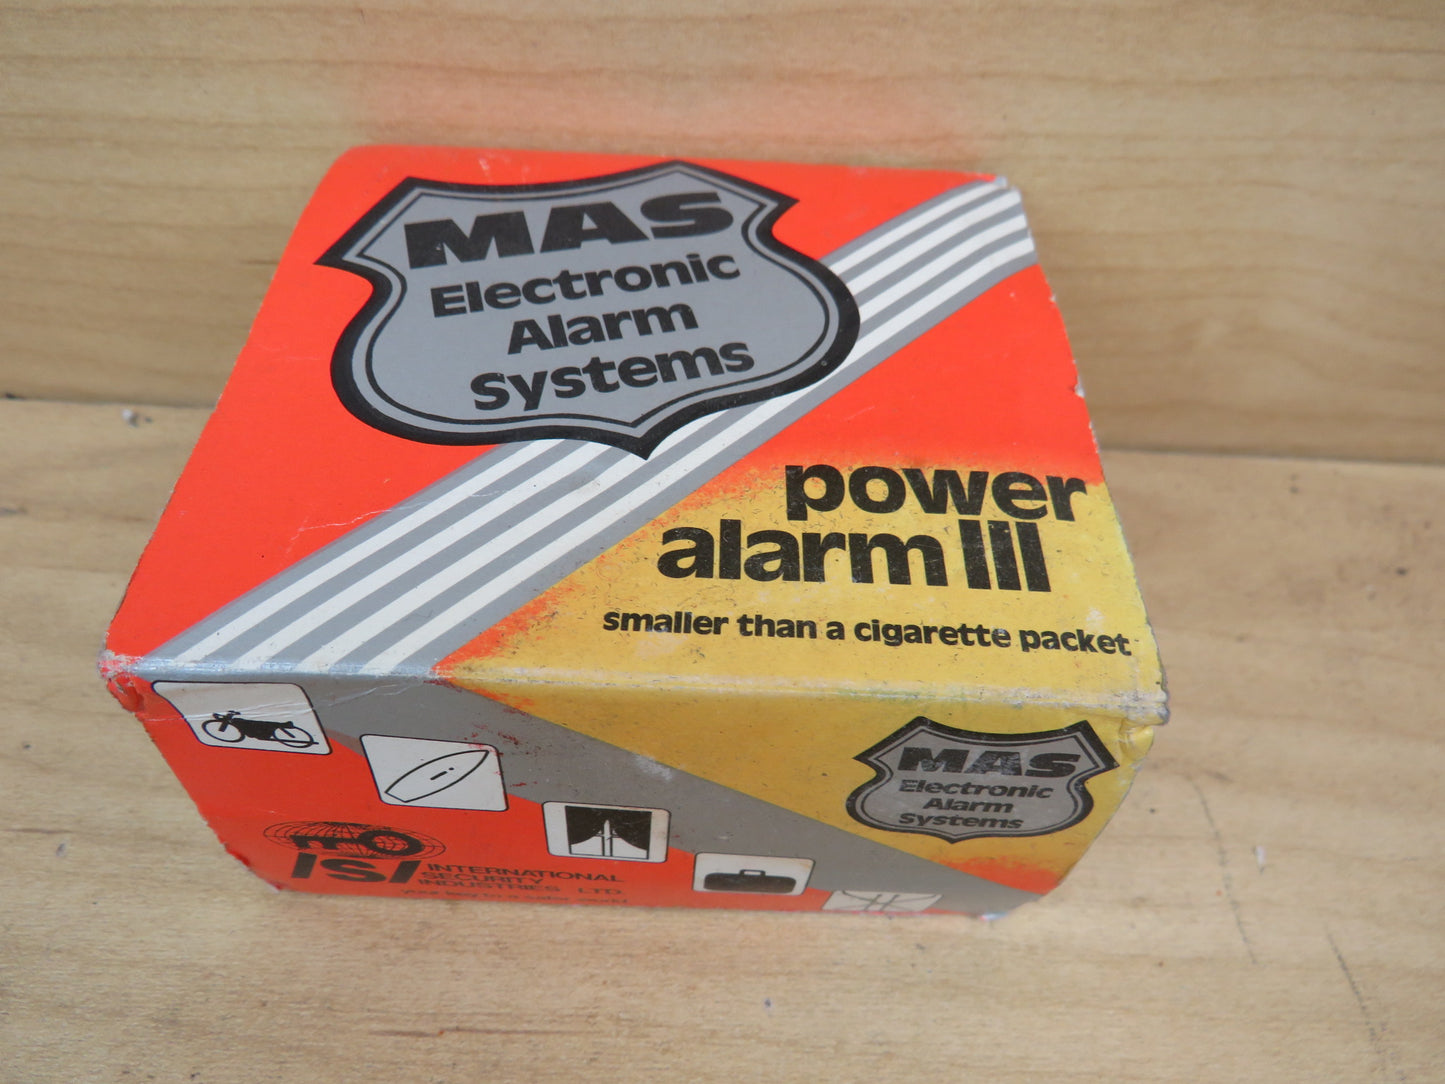 MAS
Electronic
Alarm
Systems
power
alarm III
smaller than a cigarette packet
MAS
Electronic
Alarm
Systems
ISI
INTERNATIONAL
SECURITY
INDUSTRIES LTD.